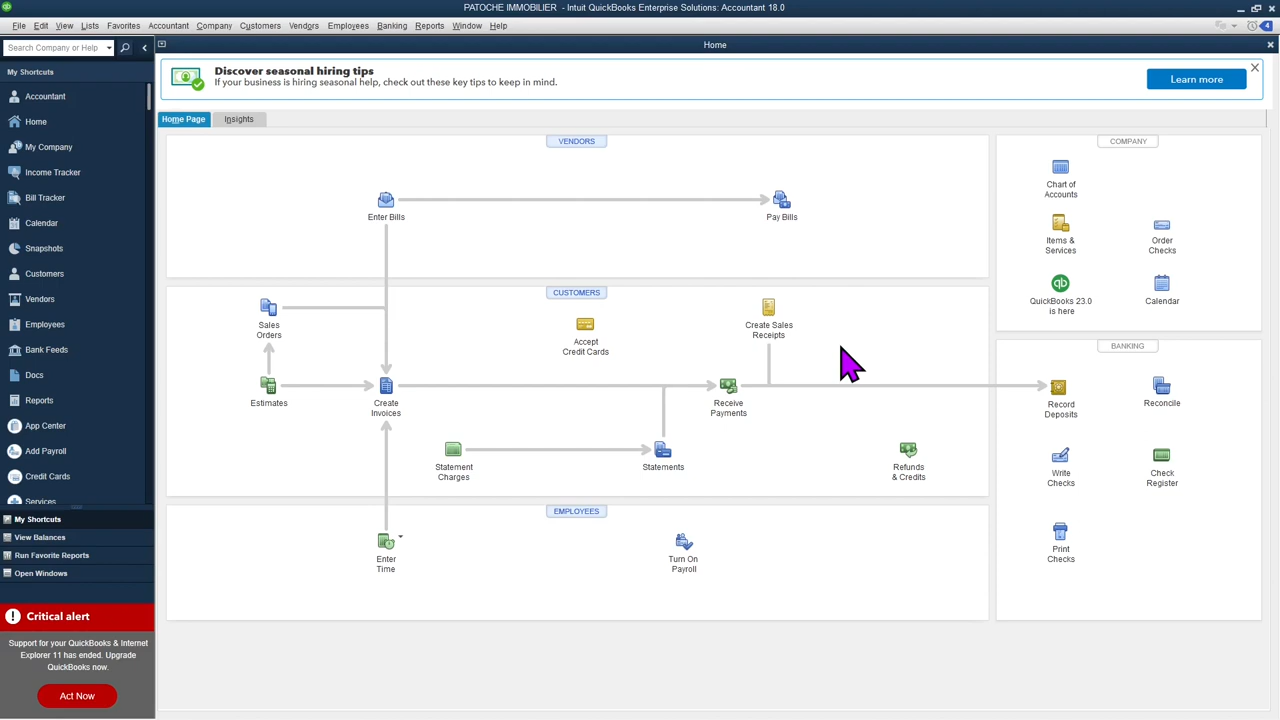 PATOCHE IMMOBILIER - Intuit QuickBooks Enterprise Solutions: Accountant 18.0
File Edit View Lists Favorites Accountant Company Customers Vendors Employees Banking Reports Window Help
4
Search Company or Help
Home
My Shortcuts
Accountant
Home
My Company
Income Tracker
Bill Tracker
Calendar
Snapshots
Customers
Vendors
Employees
Bank Feeds
Docs
Reports
App Center
Add Payroll
Credit Cards
Services
My Shortcuts
View Balances
Run Favorite Reports
Open Windows
Critical alert
Support for your QuickBooks & Internet
Explorer 11 has ended. Upgrade
QuickBooks now.
Act Now
Discover seasonal hiring tips
If your business is hiring seasonal help, check out these key tips to keep in mind.
Learn more
Home Page
Insights
VENDORS
Enter Bills
Pay Bills
CUSTOMERS
Sales
Orders
Accept
Credit Cards
Create Sales
Receipts
Estimates
Create
Invoices
Receive
Payments
Statement
Charges
Statements
Refunds
& Credits
EMPLOYEES
Enter
Time
Turn On
Payroll
COMPANY
Chart of
Accounts
Items &
Services
Order
Checks
qb
QuickBooks 23.0
is here
Calendar
BANKING
Record
Deposits
Reconcile
Write
Checks
Check
Register
Print
Checks